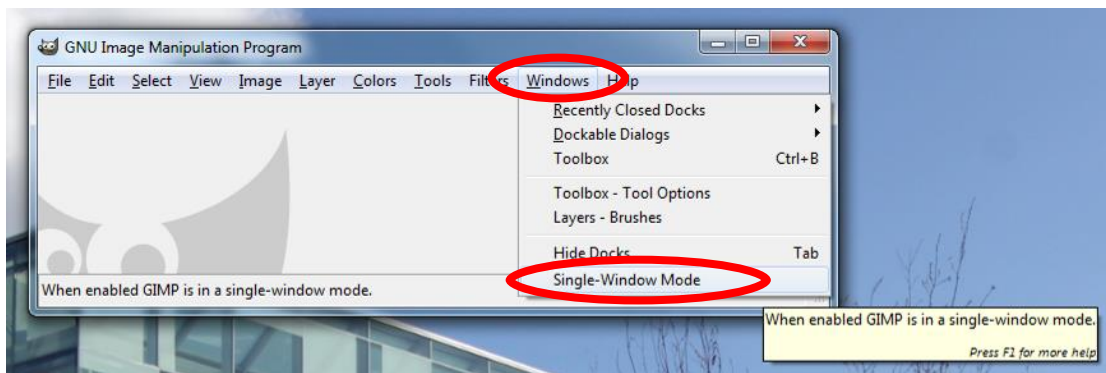 GNU Image Manipulation Program
File Edit Select View Image Layer Colors Tools Filters Windows Help
Recently Closed Docks
Dockable Dialogs
Toolbox Ctrl+B
Toolbox - Tool Options
Layers - Brushes
Hide Docks Tab
Single-Window Mode
When enabled GIMP is in a single-window mode.
When enabled GIMP is in a single-window mode.
Press F1 for more help